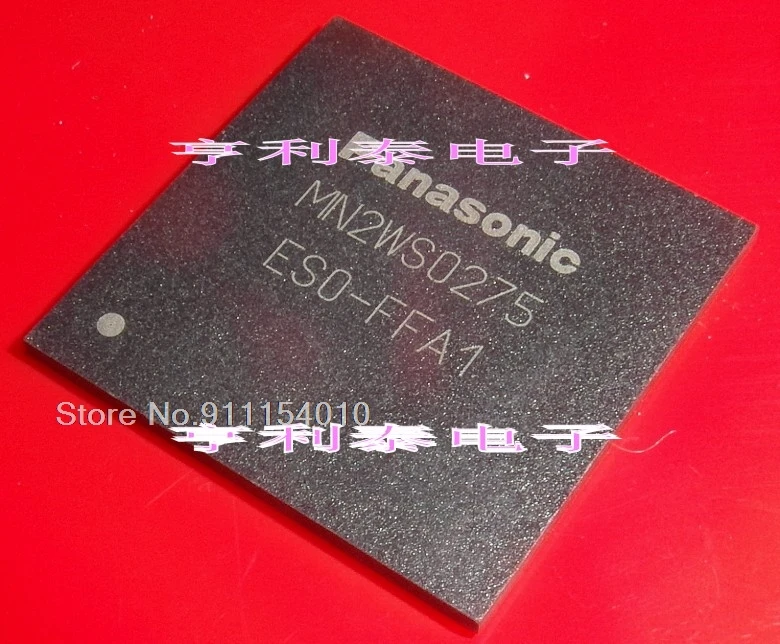 亨利泰电子
Panasonic
MN2WS0275
ES0-FFA1
Store No.911154010
亨利泰电子